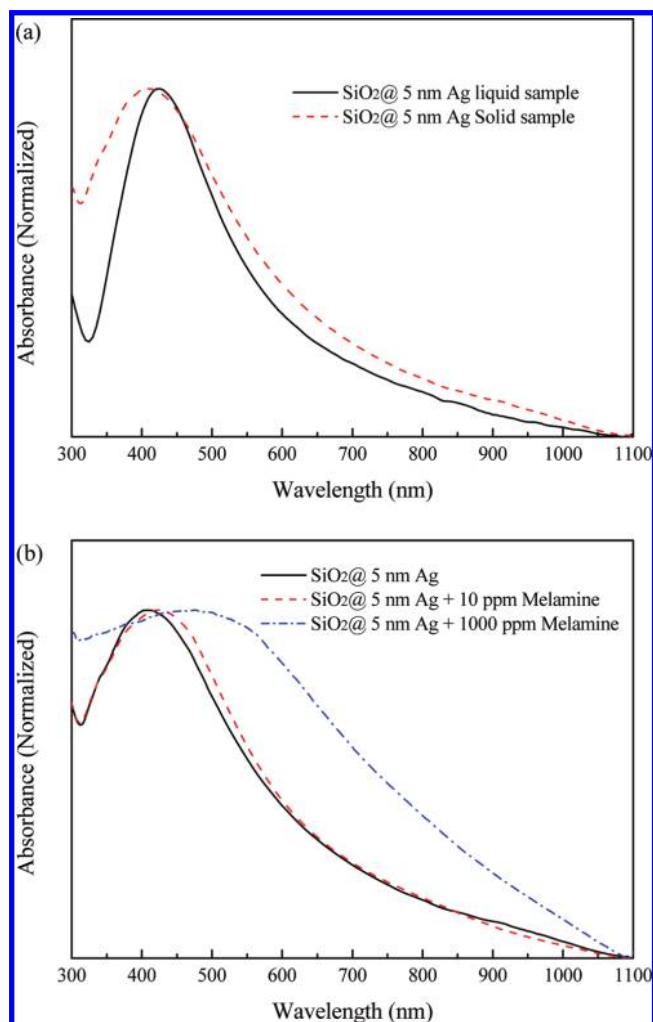 (a)
SiO2@ 5 nm Ag liquid sample
SiO2@ 5 nm Ag Solid sample
Absorbance (Normalized)
300 400 500 600 700 800 900 1000 1100
Wavelength (nm)
(b)
SiO2@ 5 nm Ag
SiO2@ 5 nm Ag + 10 ppm Melamine
SiO2@ 5 nm Ag + 1000 ppm Melamine
Absorbance (Normalized)
300 400 500 600 700 800 900 1000 1100
Wavelength (nm)